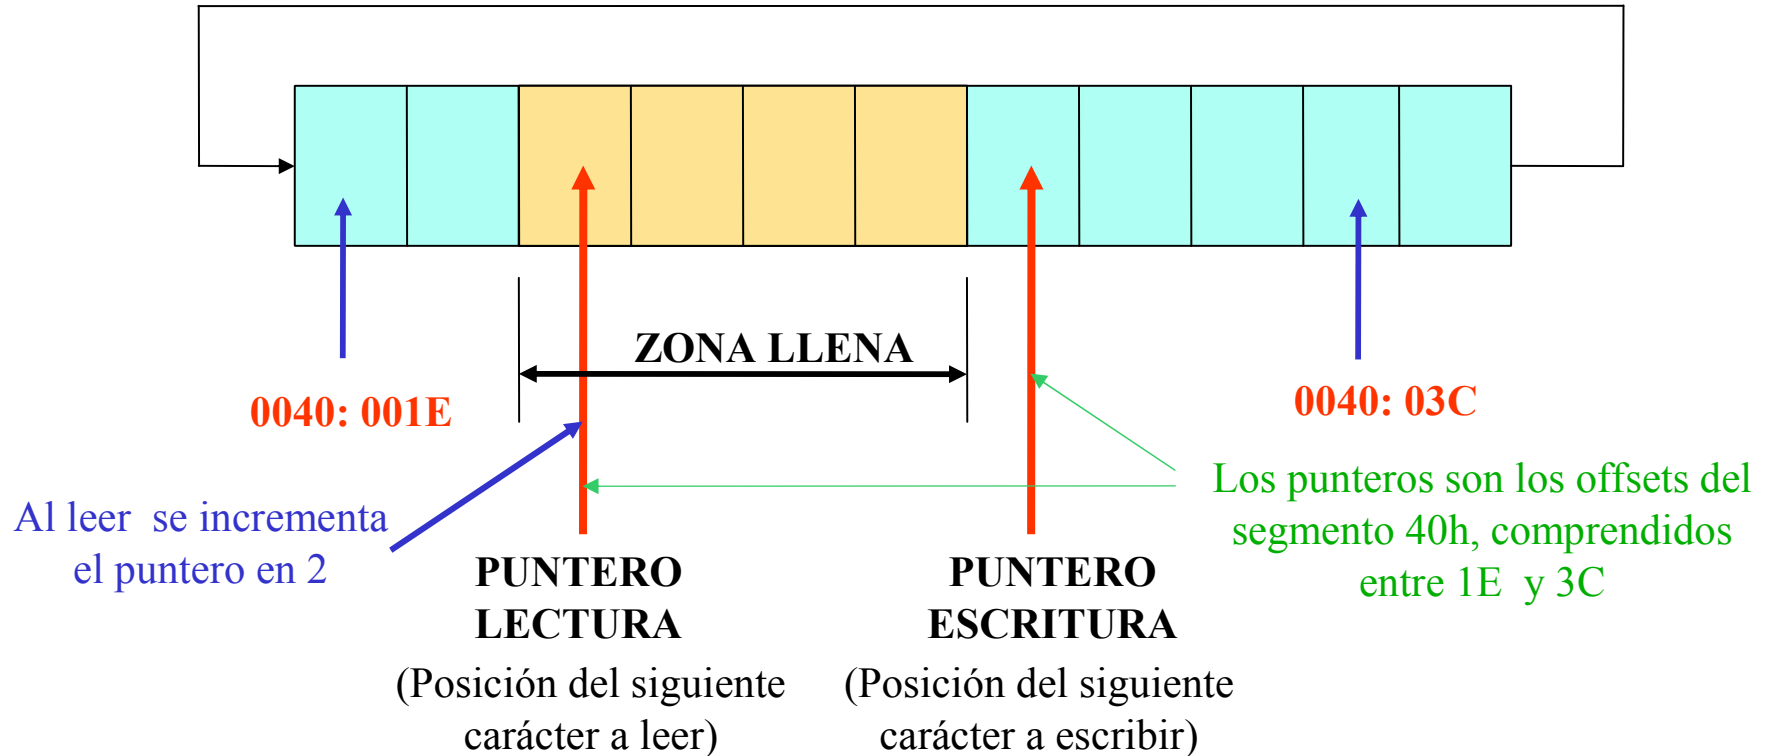 ZONA LLENA
0040: 001E
0040: 03C
Al leer se incrementa
el puntero en 2
Los punteros son los offsets del
segmento 40h, comprendidos
entre 1E y 3C
PUNTERO
LECTURA
(Posición del siguiente
carácter a leer)
PUNTERO
ESCRITURA
(Posición del siguiente
carácter a escribir)